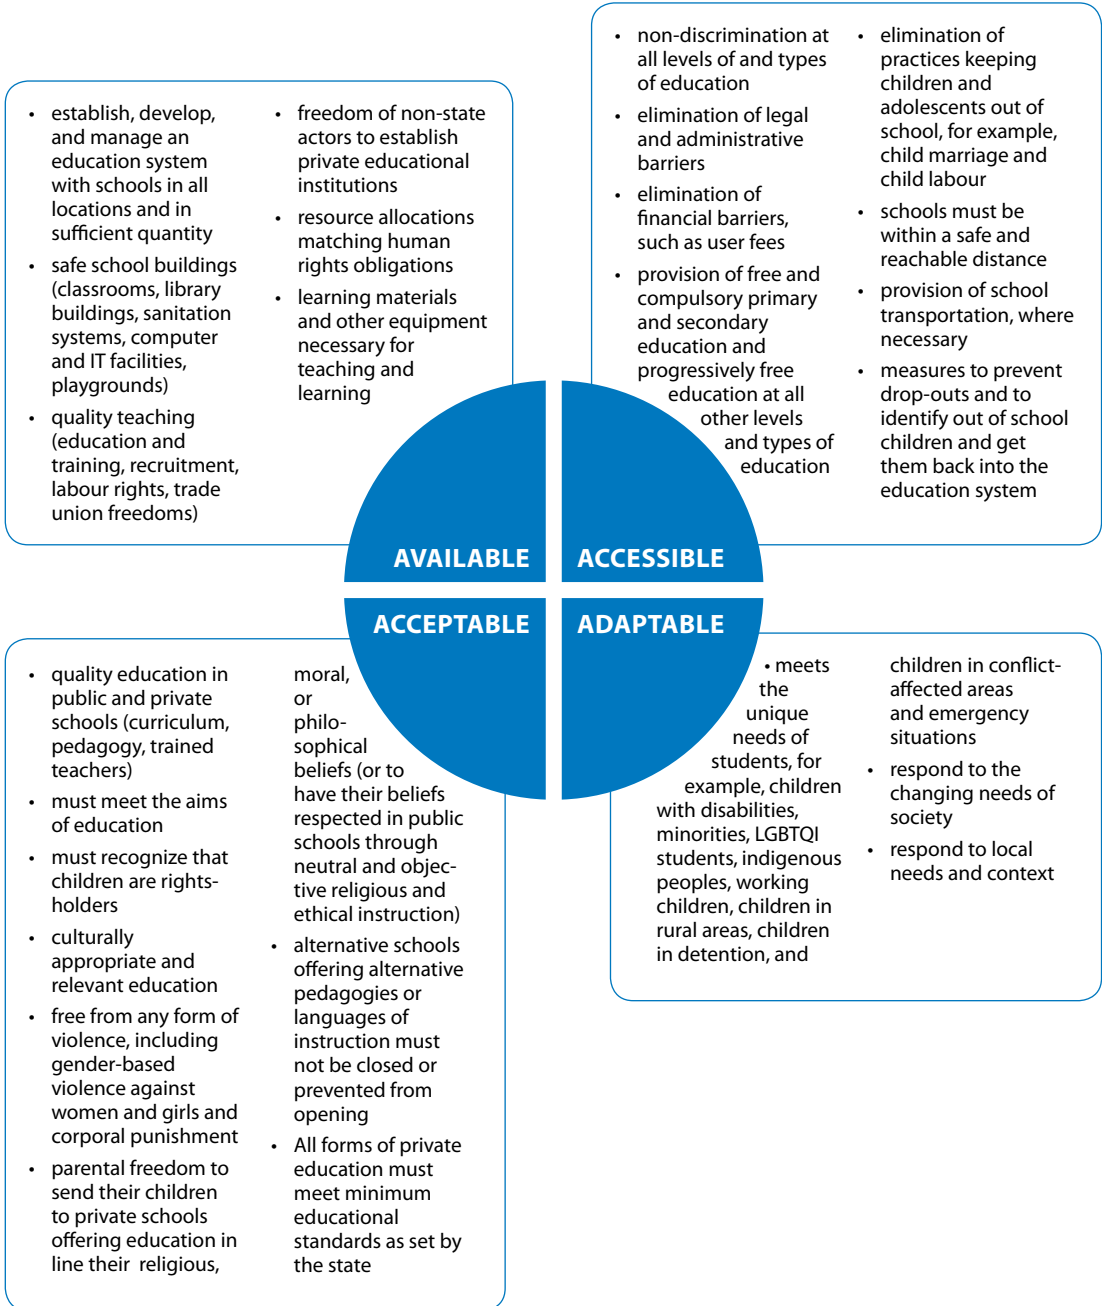 • establish, develop,
and manage an
education system
with schools in all
locations and in
sufficient quantity
• safe school buildings
(classrooms, library
buildings, sanitation
systems, computer
and IT facilities,
playgrounds)
• quality teaching
(education and
training, recruitment,
labour rights, trade
union freedoms)
• freedom of non-state
actors to establish
private educational
institutions
• resource allocations
matching human
rights obligations
• learning materials
and other equipment
necessary for
teaching and
learning
AVAILABLE
• non-discrimination at
all levels of and types
of education
• elimination of legal
and administrative
barriers
• elimination of
financial barriers,
such as user fees
• provision of free and
compulsory primary
and secondary
education and
progressively free
education at all
other levels
and types of
education
• elimination of
practices keeping
children and
adolescents out of
school, for example,
child marriage and
child labour
• schools must be
within a safe and
reachable distance
• provision of school
transportation, where
necessary
• measures to prevent
drop-outs and to
identify out of school
children and get
them back into the
education system
ACCESSIBLE
ACCEPTABLE
• quality education in
public and private
schools (curriculum,
pedagogy, trained
teachers)
• must meet the aims
of education
• must recognize that
children are rights-
holders
• culturally
appropriate and
relevant education
• free from any form of
violence, including
gender-based
violence against
women and girls and
corporal punishment
• parental freedom to
send their children
to private schools
offering education in
line their religious,
moral,
or
philo-
sophical
beliefs (or to
have their beliefs
respected in public
schools through
neutral and objec-
tive religious and
ethical instruction)
• alternative schools
offering alternative
pedagogies or
languages of
instruction must
not be closed or
prevented from
opening
• All forms of private
education must
meet minimum
educational
standards as set by
the state
ADAPTABLE
• meets
the
unique
needs of
students, for
example, children
with disabilities,
minorities, LGBTQI
students, indigenous
peoples, working
children, children in
rural areas, children
in detention, and
children in conflict-
affected areas
and emergency
situations
• respond to the
changing needs of
society
• respond to local
needs and context